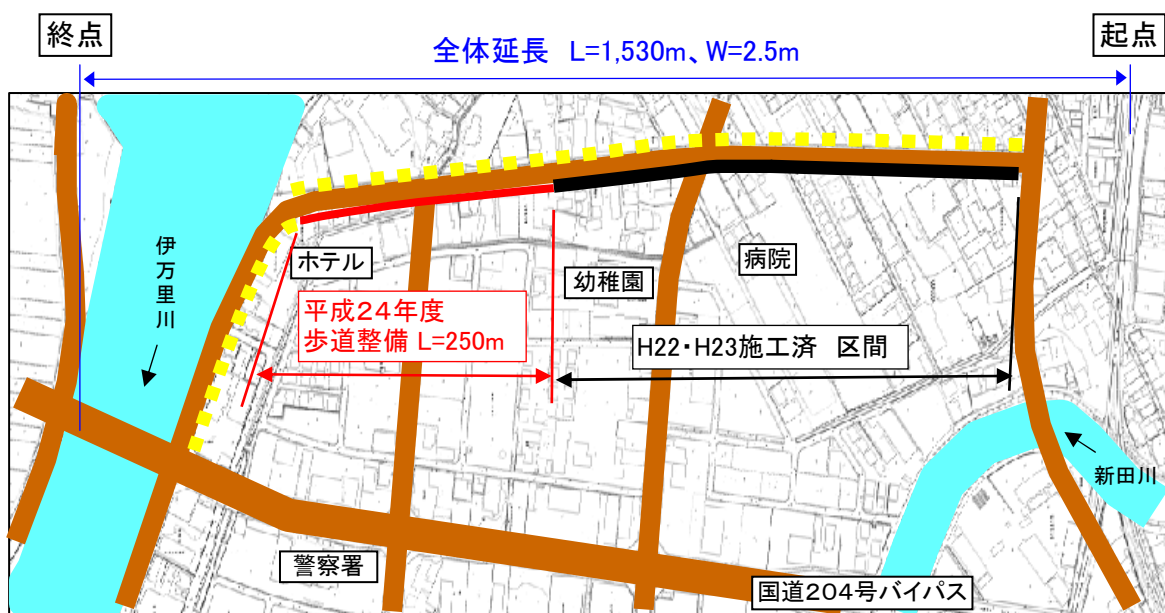 終点
起点
全体延長 L=1,530m、W=2.5m
伊万里川
ホテル
幼稚園
病院
平成24年度
歩道整備 L=250m
H22・H23施工済 区間
新田川
警察署
国道204号バイパス